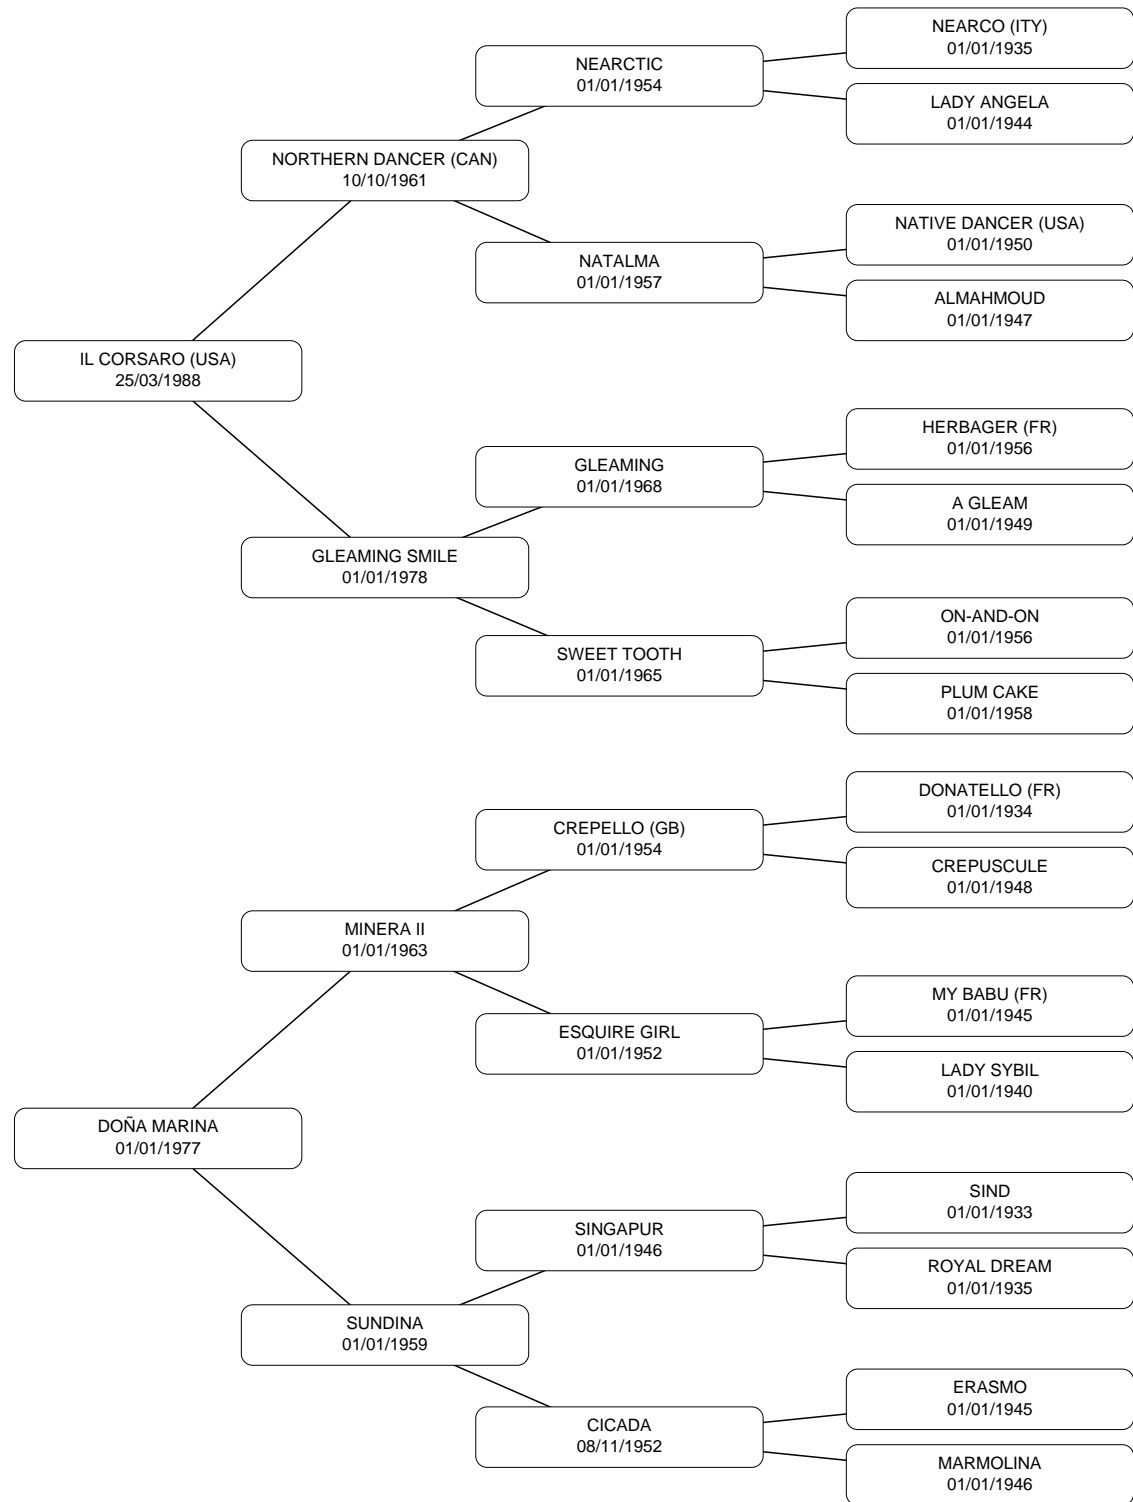 NEARCO (ITY)
01/01/1935
NEARCTIC
01/01/1954
LADY ANGELA
01/01/1944
NORTHERN DANCER (CAN)
10/10/1961
NATIVE DANCER (USA)
01/01/1950
NATALMA
01/01/1957
ALMAHMOUD
01/01/1947
IL CORSARO (USA)
25/03/1988
HERBAGER (FR)
01/01/1956
GLEAMING
01/01/1968
A GLEAM
01/01/1949
GLEAMING SMILE
01/01/1978
ON-AND-ON
01/01/1956
SWEET TOOTH
01/01/1965
PLUM CAKE
01/01/1958
DONATELLO (FR)
01/01/1934
CREPELLO (GB)
01/01/1954
CREPUSCULE
01/01/1948
MINERA II
01/01/1963
MY BABU (FR)
01/01/1945
ESQUIRE GIRL
01/01/1952
LADY SYBIL
01/01/1940
DOÑA MARINA
01/01/1977
SIND
01/01/1933
SINGAPUR
01/01/1946
ROYAL DREAM
01/01/1935
SUNDINA
01/01/1959
ERASMO
01/01/1945
CICADA
08/11/1952
MARMOLINA
01/01/1946